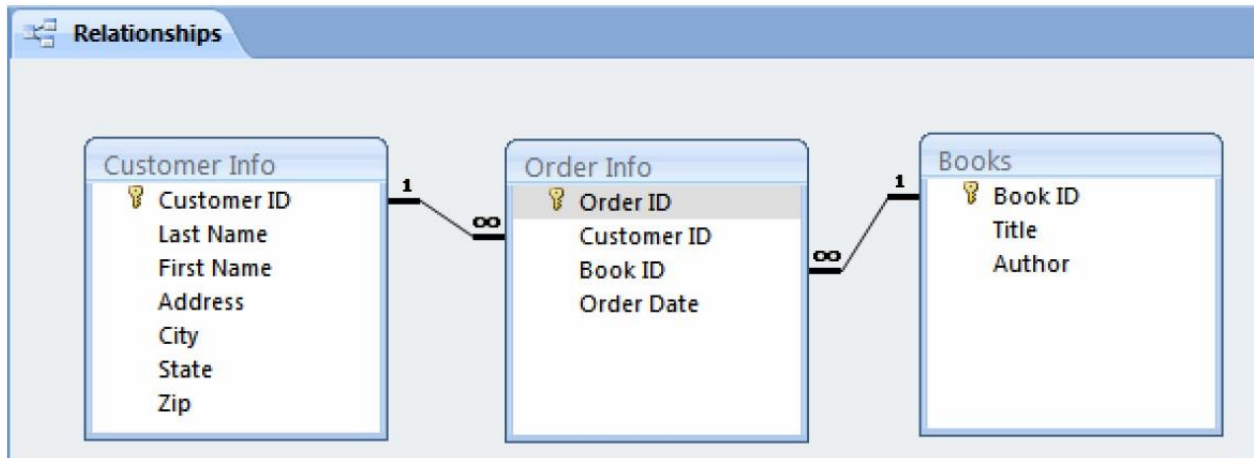 Relationships
Customer Info
Customer ID
Last Name
First Name
Address
City
State
Zip
1
∞
Order Info
Order ID
Customer ID
Book ID
Order Date
∞
1
Books
Book ID
Title
Author